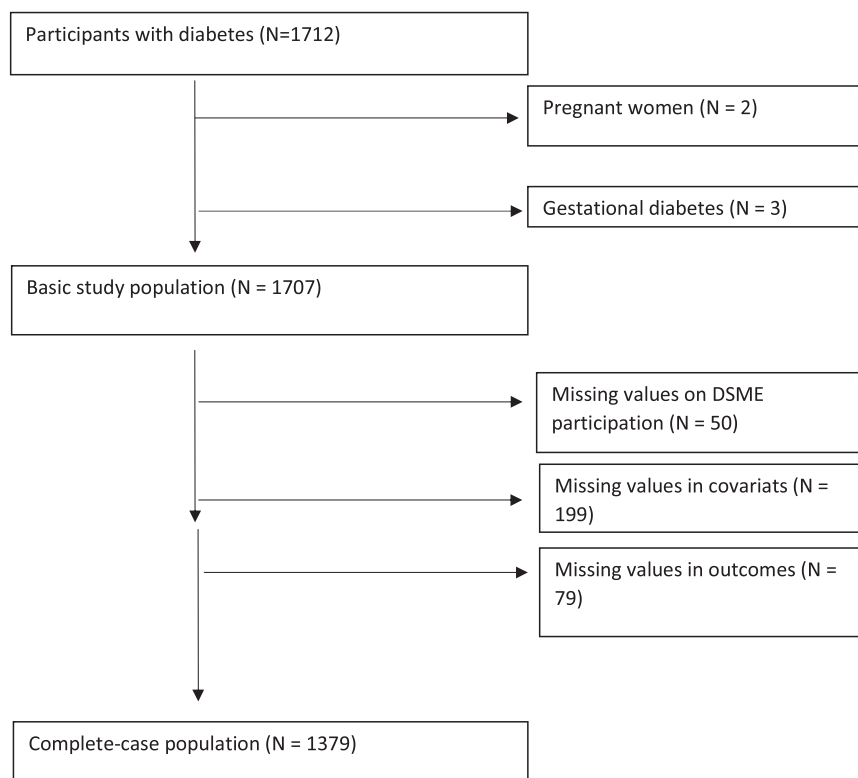 Participants with diabetes (N=1712)
Pregnant women (N = 2)
Gestational diabetes (N = 3)
Basic study population (N = 1707)
Missing values on DSME
participation (N = 50)
Missing values in covariats (N =
199)
Missing values in outcomes (N =
79)
Complete-case population (N = 1379)